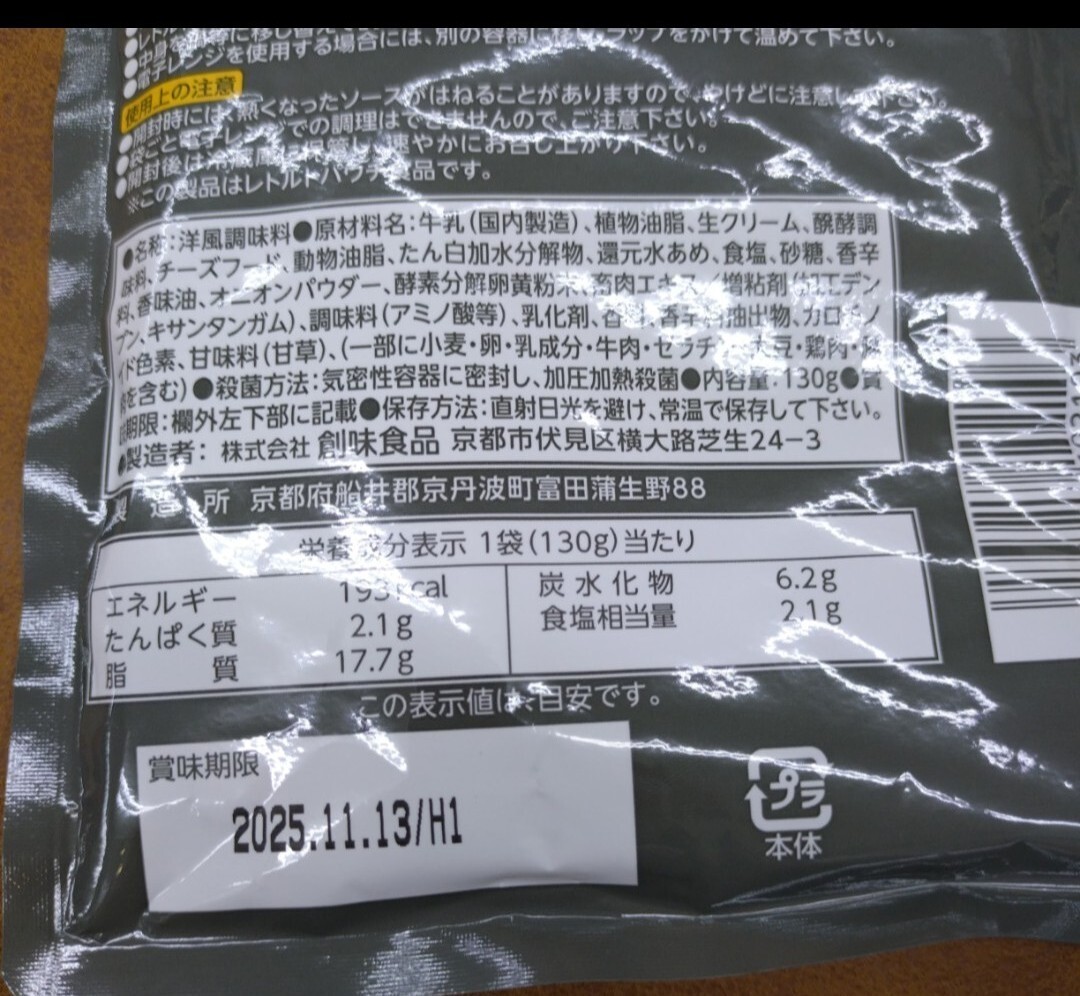 電子レンジを使用する場合には、別の容器に移し、ラップをかけて温めて下さい。
使用上の注意
●開封時には、熱くなったソースがはねることがありますので、やけどに注意し
●袋ごと電子レンジでの調理はできませんので、ご注意下さい。
●開封後は冷蔵庫に保管し、速やかにお召し上がり下さい。
※この製品はレトルトパウチ食品です。
●名称:洋風調味料●原材料名:牛乳(国内製造)、植物油脂、生クリーム、醗酵調
味料、チーズフード、動物油脂、たん白加水分解物、還元水あめ、食塩、砂糖、香辛
料、香味油、オニオンパウダー、酵素分解卵黄粉末、畜肉エキス/増粘剤(加工デン
プン、キサンタンガム)、調味料(アミノ酸等)、乳化剤、香料、香辛料抽出物、カロチノ
イド色素、甘味料(甘草)、(一部に小麦・卵・乳成分・牛肉・ゼラチン・大豆・鶏肉・豚
肉を含む)●殺菌方法:気密性容器に密封し、加圧加熱殺菌●内容量:130g●賞
味期限:欄外左下部に記載●保存方法:直射日光を避け、常温で保存して下さい。
●製造者: 株式会社 創味食品 京都市伏見区横大路芝生24-3
製造所 京都府船井郡京丹波町富田蒲生野88
栄養成分表示 1袋(130g)当たり
エネルギー 193kcal
たんぱく質 2.1g
脂質 17.7g
炭水化物 6.2g
食塩相当量 2.1g
この表示値は、目安です。
賞味期限
2025.11.13/H1
プラ
本体